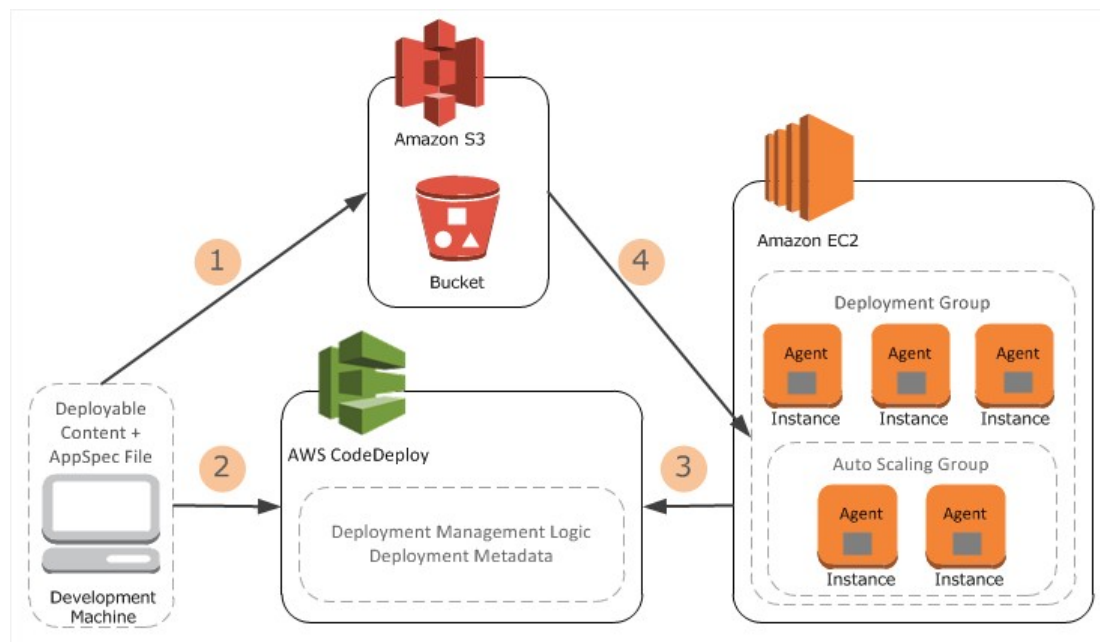 Amazon S3
Bucket
1
4
Amazon EC2
Deployment Group
Agent
Agent
Agent
Instance
Instance
Instance
Auto Scaling Group
Agent
Agent
Instance
Instance
Deployable
Content +
AppSpec File
Development
Machine
2
AWS CodeDeploy
Deployment Management Logic
Deployment Metadata
3